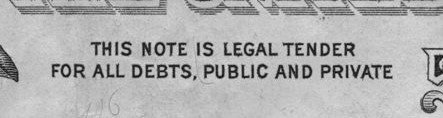 THIS NOTE IS LEGAL TENDER
FOR ALL DEBTS, PUBLIC AND PRIVATE